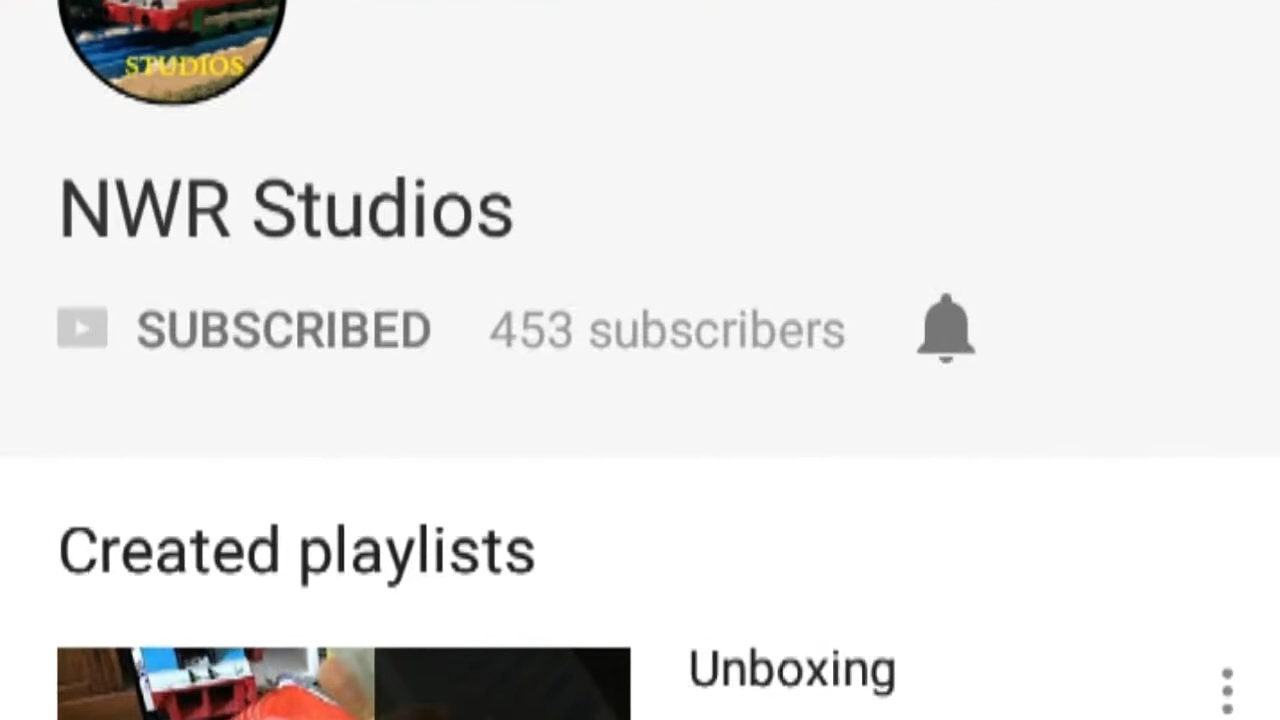 STUDIOS
NWR Studios
SUBSCRIBED 453 subscribers
Created playlists
Unboxing